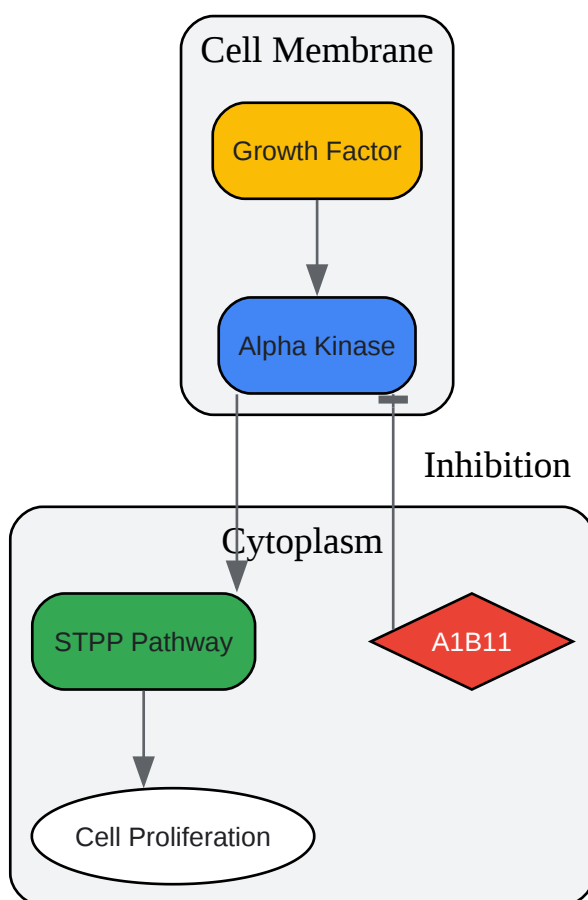 Cell Membrane
Growth Factor
Alpha Kinase
Inhibition
Cytoplasm
STPP Pathway
A1B11
Cell Proliferation